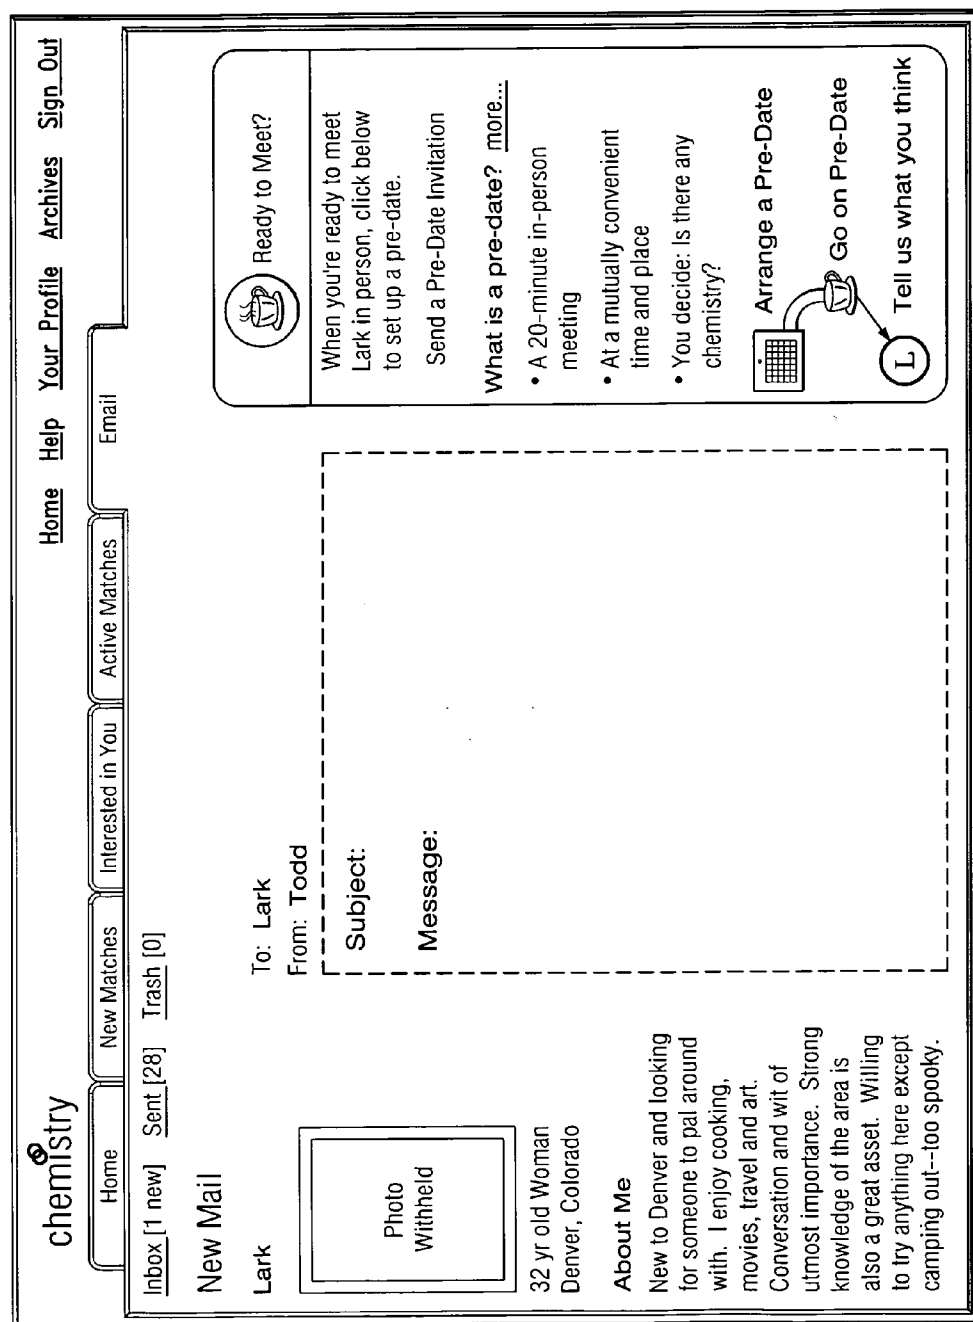 chemistry
Home Help Your Profile Archives Sign Out
Home New Matches Interested in You Active Matches Email
Inbox [1 new] Sent [28] Trash [0]
New Mail
Lark
Photo
Withheld
32 yr old Woman
Denver, Colorado
About Me
New to Denver and looking
for someone to pal around
with. I enjoy cooking,
movies, travel and art.
Conversation and wit of
utmost importance. Strong
knowledge of the area is
also a great asset. Willing
to try anything here except
camping out--too spooky.
To: Lark
From: Todd
Subject:
Message:
Ready to Meet?
When you're ready to meet
Lark in person, click below
to set up a pre-date.
Send a Pre-Date Invitation
What is a pre-date? more...
• A 20-minute in-person
meeting
• At a mutually convenient
time and place
• You decide: Is there any
chemistry?
Arrange a Pre-Date
Go on Pre-Date
L Tell us what you think